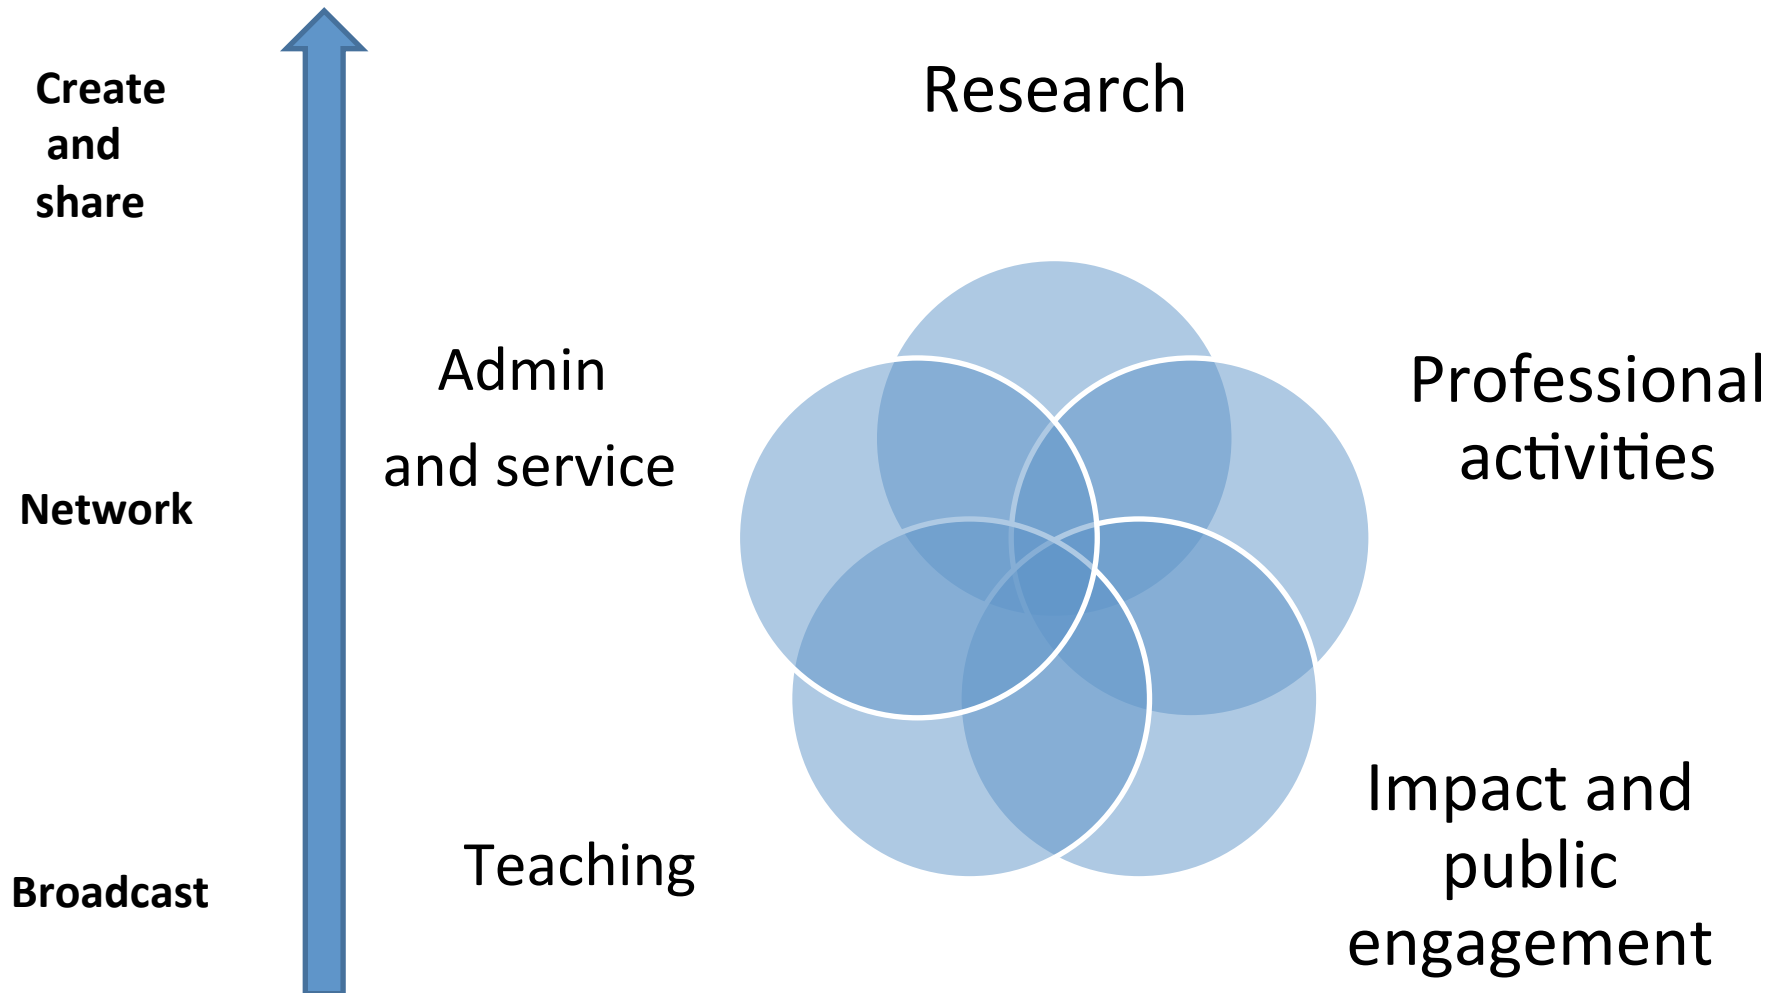 Create
and
share
Network
Broadcast
Research
Admin
and service
Professional
activities
Teaching
Impact and
public
engagement